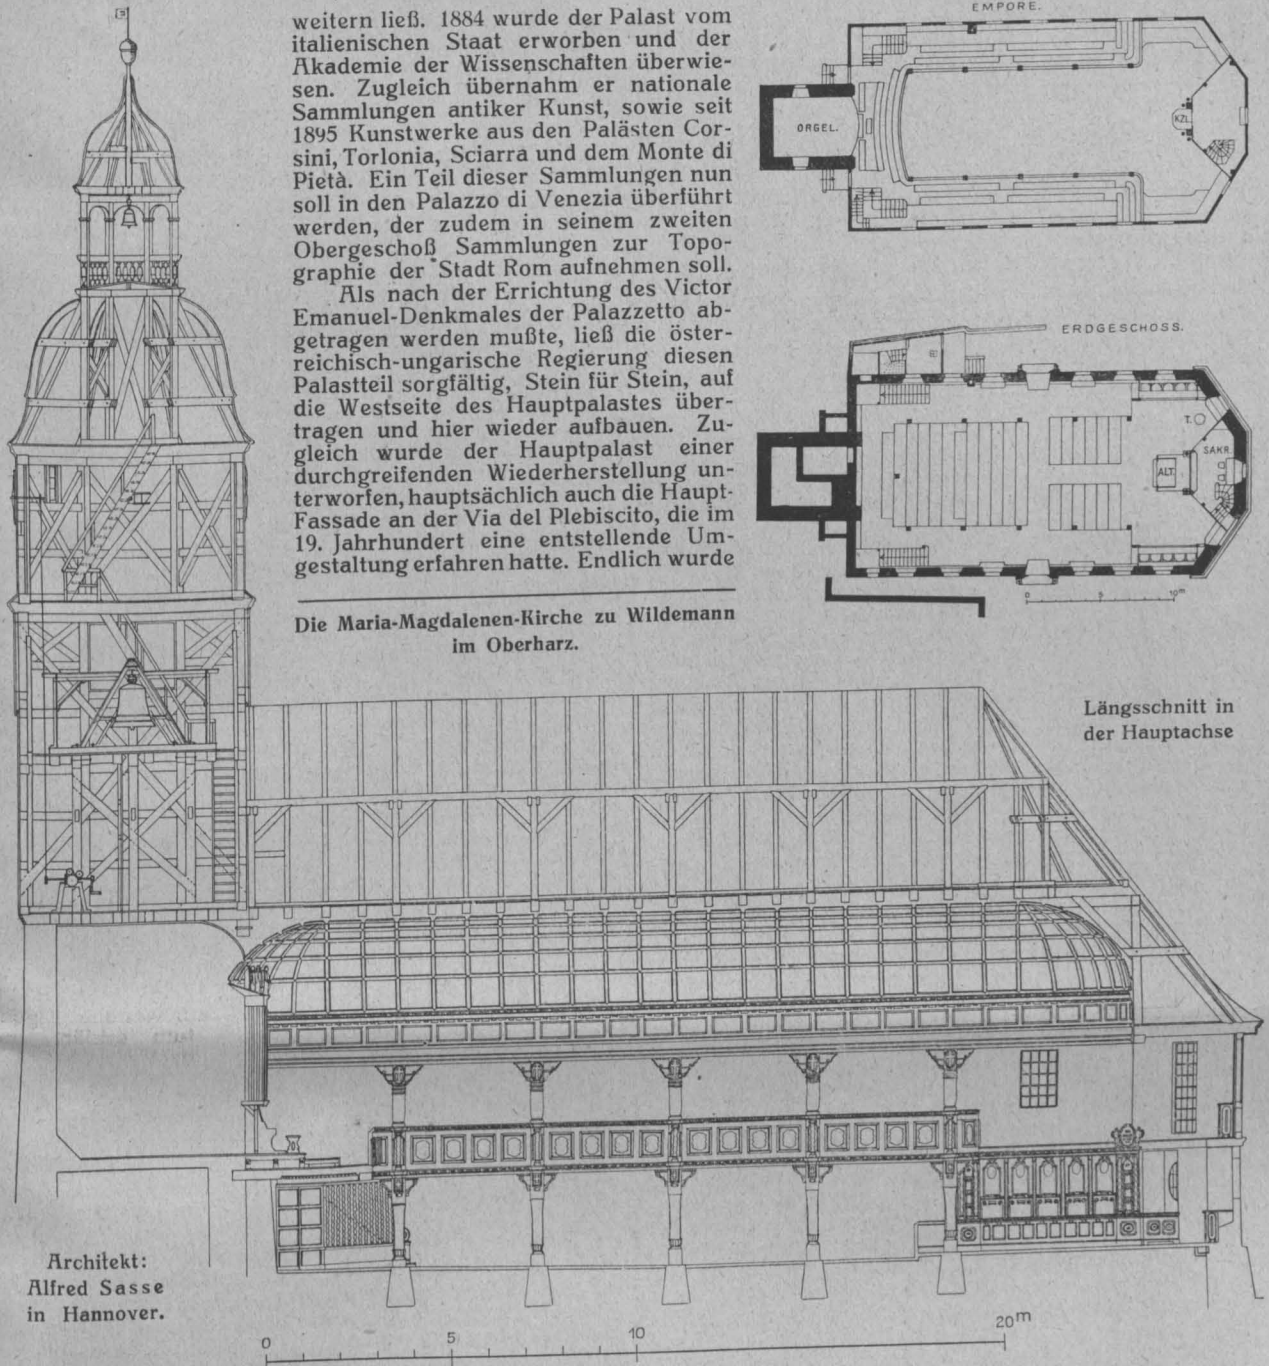 weitern ließ. 1884 wurde der Palast vom
italienischen Staat erworben und der
Akademie der Wissenschaften überwie-
sen. Zugleich übernahm er nationale
Sammlungen antiker Kunst, sowie seit
1895 Kunstwerke aus den Palästen Cor-
sini, Torlonia, Sciarra und dem Monte di
Pietà. Ein Teil dieser Sammlungen nun
soll in den Palazzo di Venezia überführt
werden, der zudem in seinem zweiten
Obergeschoß Sammlungen zur Topo-
graphie der Stadt Rom aufnehmen soll.
Als nach der Errichtung des Victor
Emanuel-Denkmales der Palazzetto ab-
getragen werden mußte, ließ die öster-
reichisch-ungarische Regierung diesen
Palastteil sorgfältig, Stein für Stein, auf
die Westseite des Hauptpalastes über-
tragen und hier wieder aufbauen. Zu-
gleich wurde der Hauptpalast einer
durchgreifenden Wiederherstellung un-
terworfen, hauptsächlich auch die Haupt-
Fassade an der Via del Plebiscito, die im
19. Jahrhundert eine entstellende Um-
gestaltung erfahren hatte. Endlich wurde
Die Maria-Magdalenen-Kirche zu Wildemann
im Oberharz.
EMPORE.
ORGEL.
KZL.
ERDGESCHOSS.
T.
SAKR.
ALT.
0 5 10m
Längsschnitt in
der Hauptachse
Architekt:
Alfred Sasse
in Hannover.
0 5 10 20m